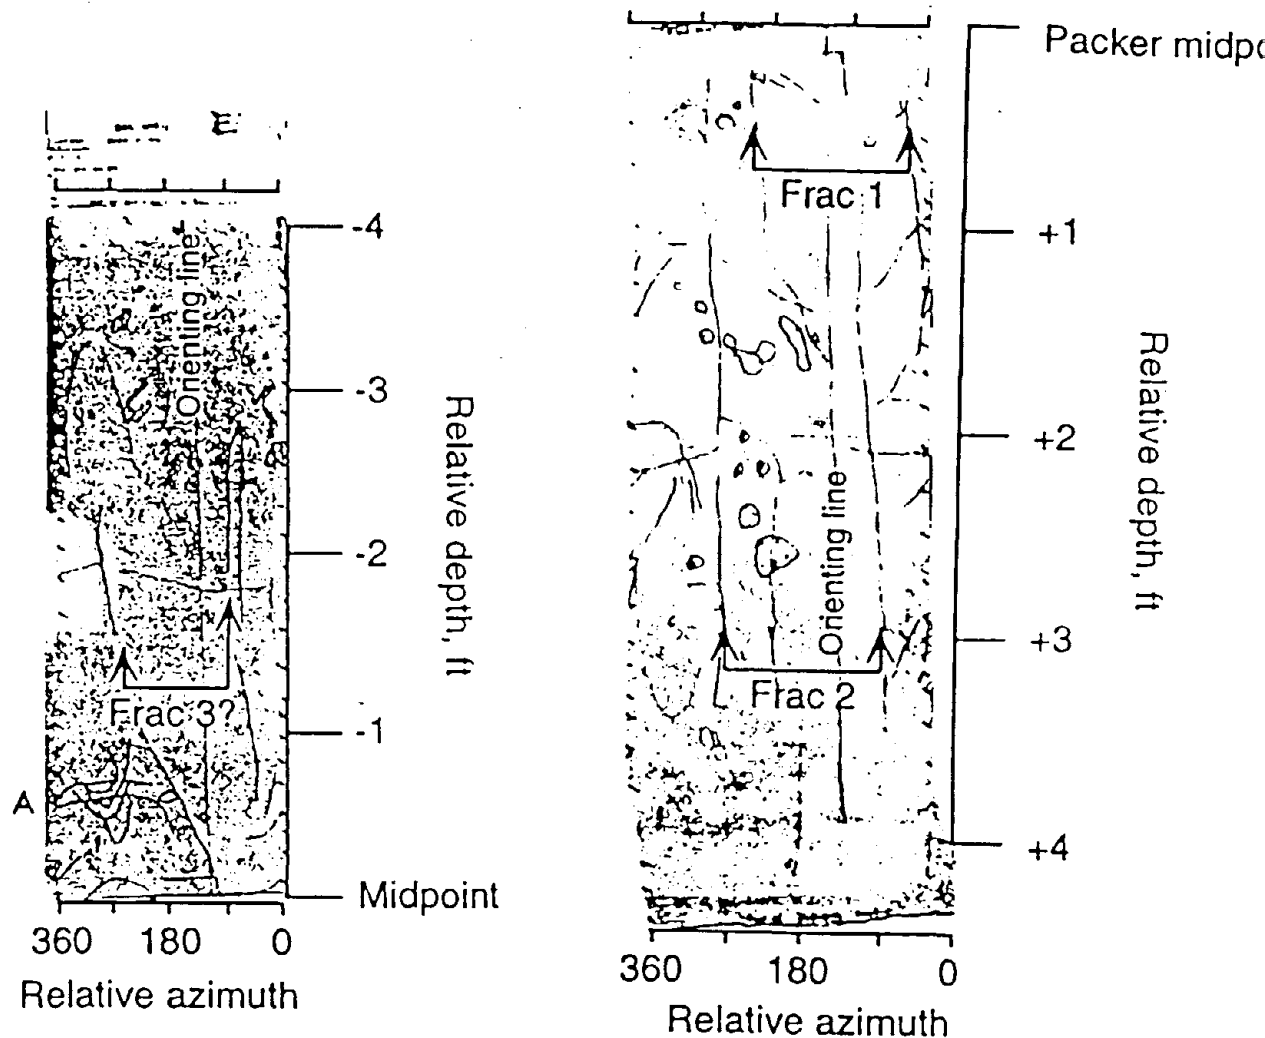 E
-4
Orienting line
-3
-2
Relative depth, ft
Frac 3?
-1
A
Midpoint
360 180 0
Relative azimuth
Packer midpo
Frac 1
+1
+2
Orienting line
Relative depth, ft
+3
Frac 2
+4
360 180 0
Relative azimuth